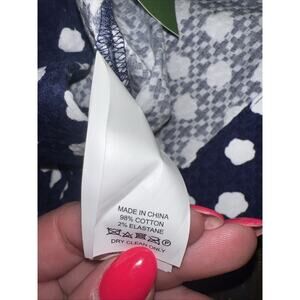 MADE IN CHINA
98% COTTON
2% ELASTANE
DRY CLEAN ONLY